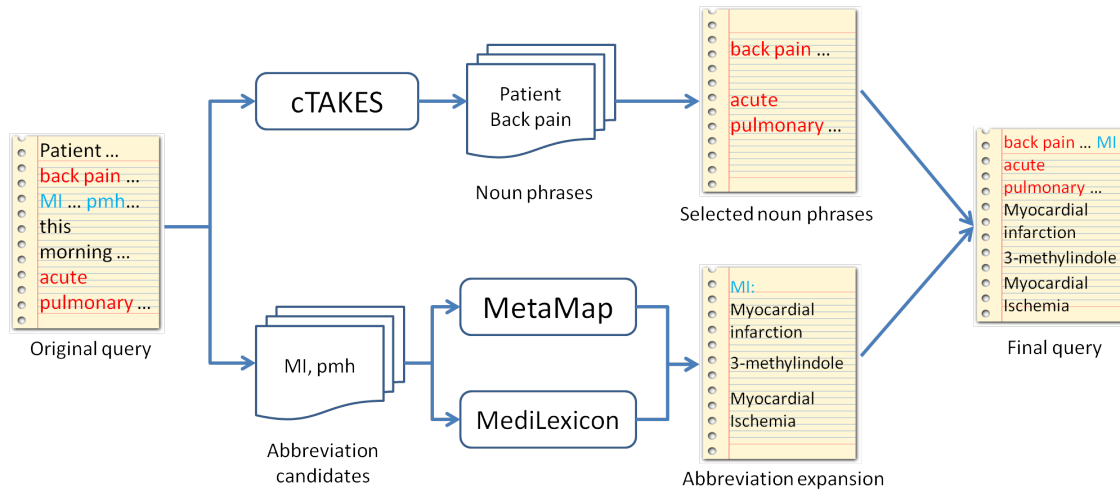 Patient ...
back pain ...
MI ... pmh...
this
morning ...
acute
pulmonary ...
Original query
cTAKES
Patient
Back pain
Noun phrases
back pain ...
acute
pulmonary ...
Selected noun phrases
MI, pmh
Abbreviation
candidates
MetaMap
MediLexicon
MI:
Myocardial
infarction
3-methylindole
Myocardial
Ischemia
Abbreviation expansion
back pain ... MI
acute
pulmonary ...
Myocardial
infarction
3-methylindole
Myocardial
Ischemia
Final query